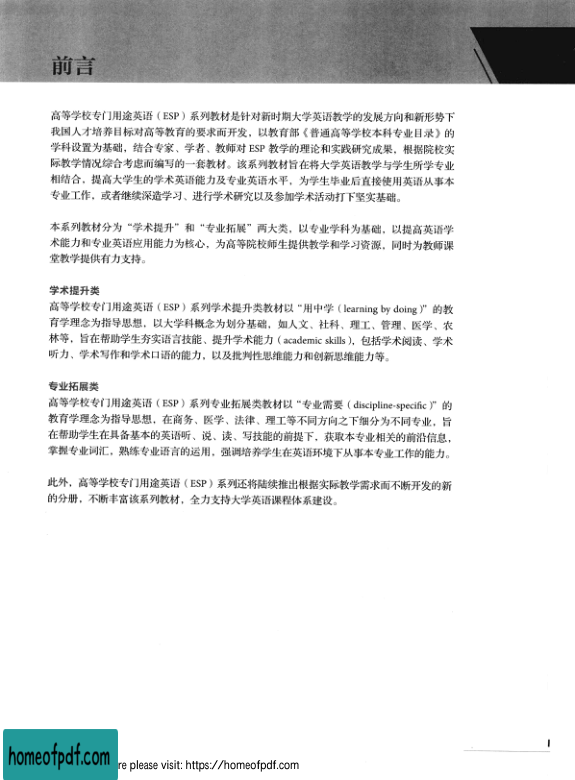 前言
高等学校专门用途英语（ESP）系列教材是针对新时期大学英语教学的发展方向和新形势下
我国人才培养目标对高等教育的要求而开发，以教育部《普通高等学校本科专业目录》的
学科设置为基础，结合专家、学者、教师对 ESP 教学的理论和实践研究成果，根据院校实
际教学情况综合考虑而编写的一套教材。该系列教材旨在将大学英语教学与学生所学专业
相结合，提高大学生的学术英语能力及专业英语水平，为学生毕业后直接使用英语从事本
专业工作，或者继续深造学习、进行学术研究以及参加学术活动打下坚实基础。
本系列教材分为“学术提升”和“专业拓展”两大类，以专业学科为基础，以提高英语学
术能力和专业英语应用能力为核心，为高等院校师生提供教学和学习资源，同时为教师课
堂教学提供有力支持。
学术提升类
高等学校专门用途英语（ESP）系列学术提升类教材以“用中学（learning by doing）”的教
育学理念为指导思想，以大学科概念为划分基础，如人文、社科、理工、管理、医学、农
林等，旨在帮助学生夯实语言技能、提升学术能力（academic skills），包括学术阅读、学术
听力、学术写作和学术口语的能力，以及批判性思维能力和创新思维能力等。
专业拓展类
高等学校专门用途英语（ESP）系列专业拓展类教材以“专业需要（discipline-specific）”的
教育学理念为指导思想，在商务、医学、法律、理工等不同方向之下细分为不同专业，旨
在帮助学生在具备基本的英语听、说、读、写技能的前提下，获取本专业相关的前沿信息，
掌握专业词汇，熟练专业语言的运用，强调培养学生在英语环境下从事本专业工作的能力。
此外，高等学校专门用途英语（ESP）系列还将陆续推出根据实际教学需求而不断开发的新
的分册，不断丰富该系列教材，全力支持大学英语课程体系建设。
I
homeofpdf.com
re please visit: https://homeofpdf.com